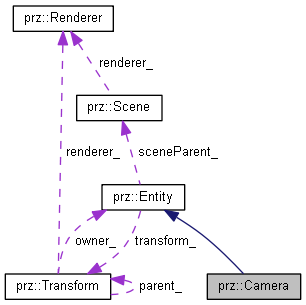 prz::Renderer
renderer_
prz::Scene
renderer_
sceneParent_
prz::Entity
owner_
transform_
prz::Transform
parent_
prz::Camera